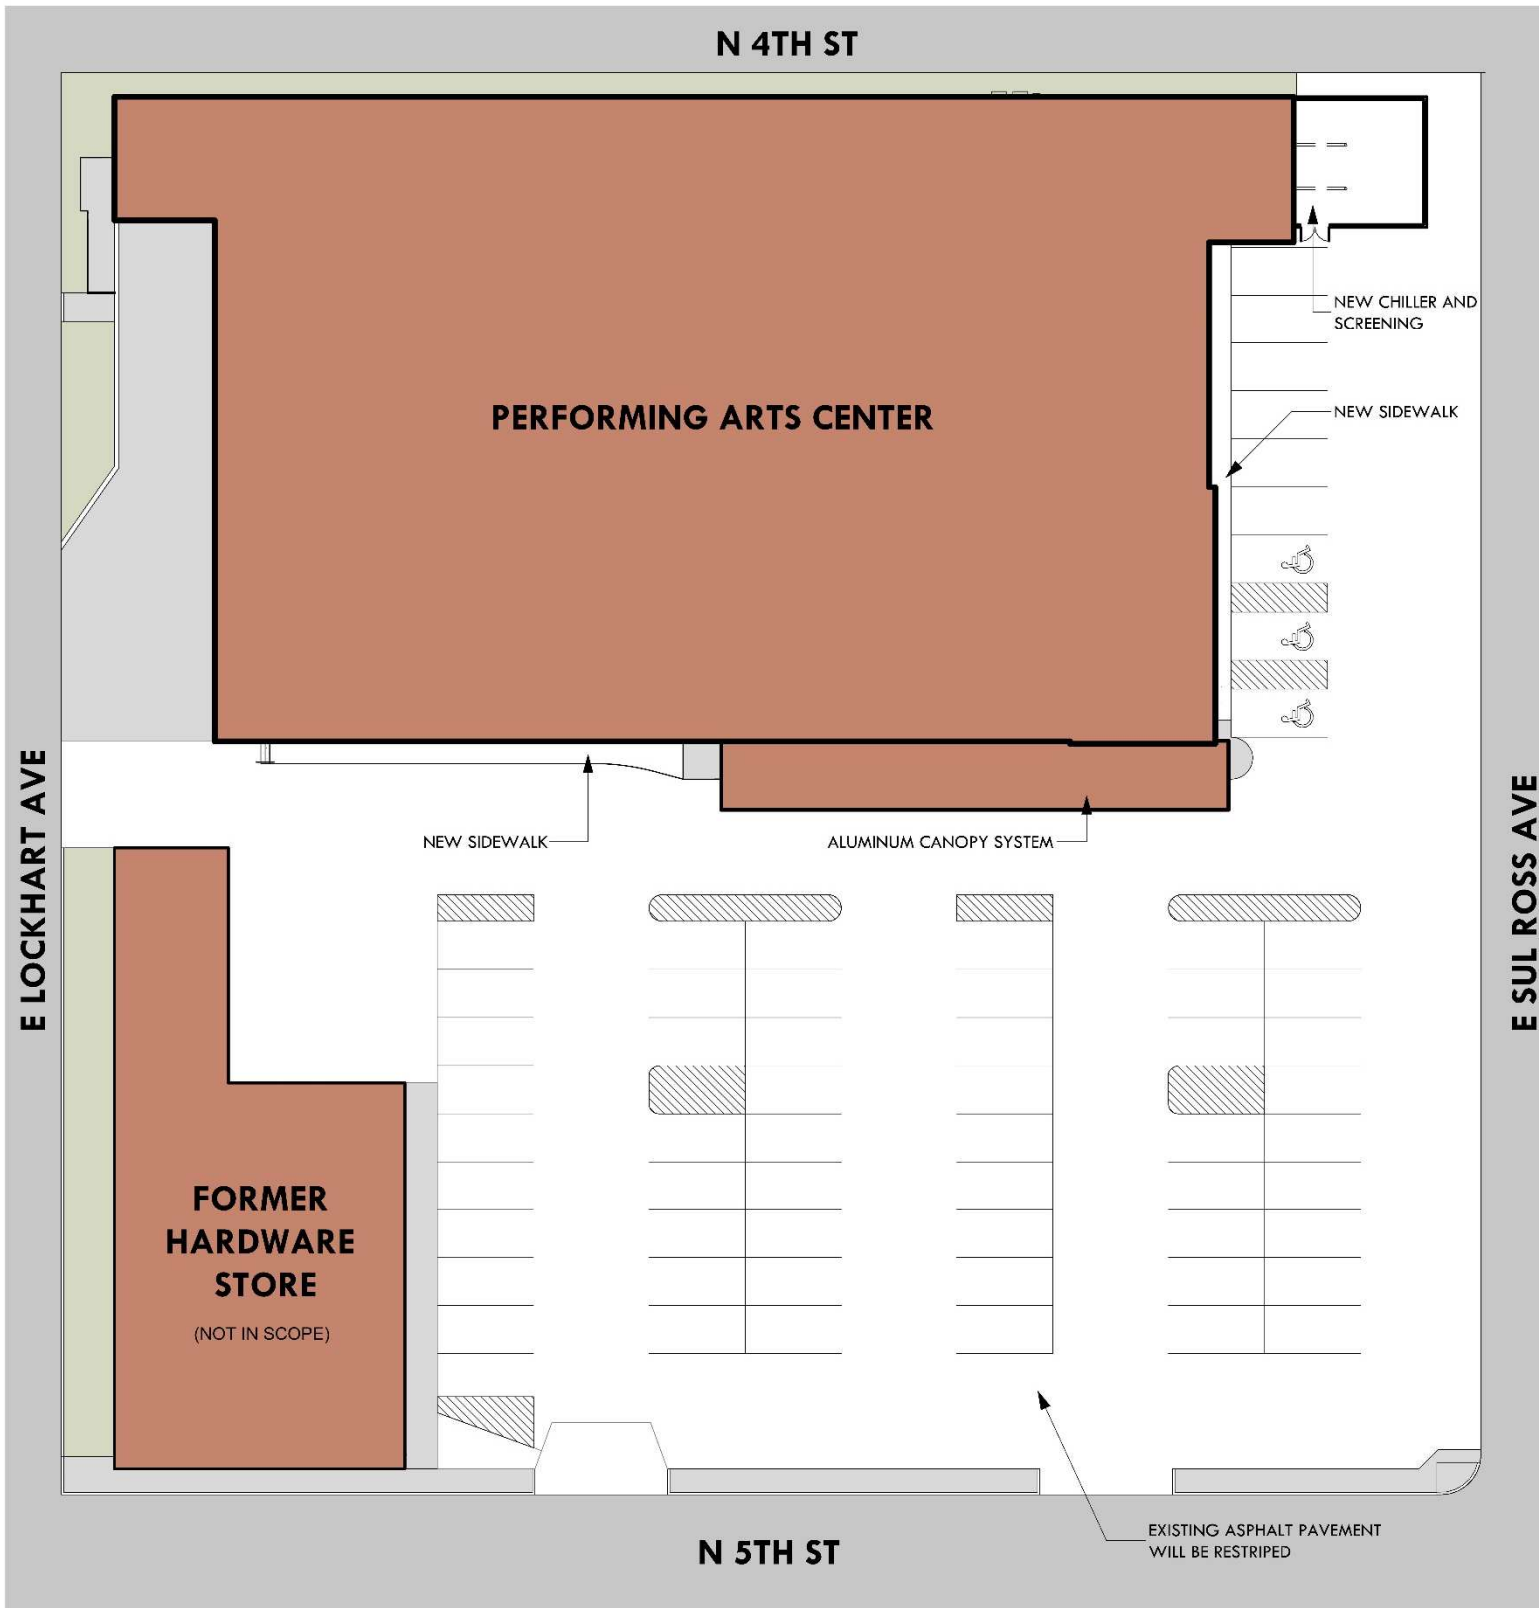 N 4TH ST
NEW CHILLER AND
SCREENING
NEW SIDEWALK
PERFORMING ARTS CENTER
E LOCKHART AVE
E SUL ROSS AVE
NEW SIDEWALK
ALUMINUM CANOPY SYSTEM
FORMER
HARDWARE
STORE
(NOT IN SCOPE)
EXISTING ASPHALT PAVEMENT
WILL BE RESTRIPED
N 5TH ST